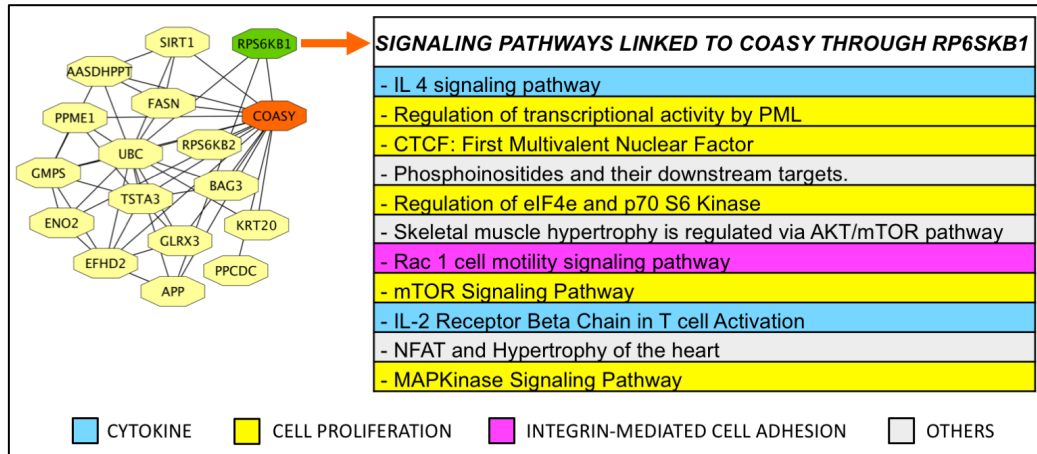 SIRT1
RPS6KB1
AASDHPPT
FASN
COASY
PPME1
UBC
RPS6KB2
GMPS
BAG3
TSTA3
ENO2
KRT20
GLRX3
EFHD2
PPCDC
APP
SIGNALING PATHWAYS LINKED TO COASY THROUGH RP6SKB1
- IL 4 signaling pathway
- Regulation of transcriptional activity by PML
- CTCF: First Multivalent Nuclear Factor
- Phosphoinositides and their downstream targets.
- Regulation of eIF4e and p70 S6 Kinase
- Skeletal muscle hypertrophy is regulated via AKT/mTOR pathway
- Rac 1 cell motility signaling pathway
- mTOR Signaling Pathway
- IL-2 Receptor Beta Chain in T cell Activation
- NFAT and Hypertrophy of the heart
- MAPKinase Signaling Pathway
CYTOKINE
CELL PROLIFERATION
INTEGRIN-MEDIATED CELL ADHESION
OTHERS